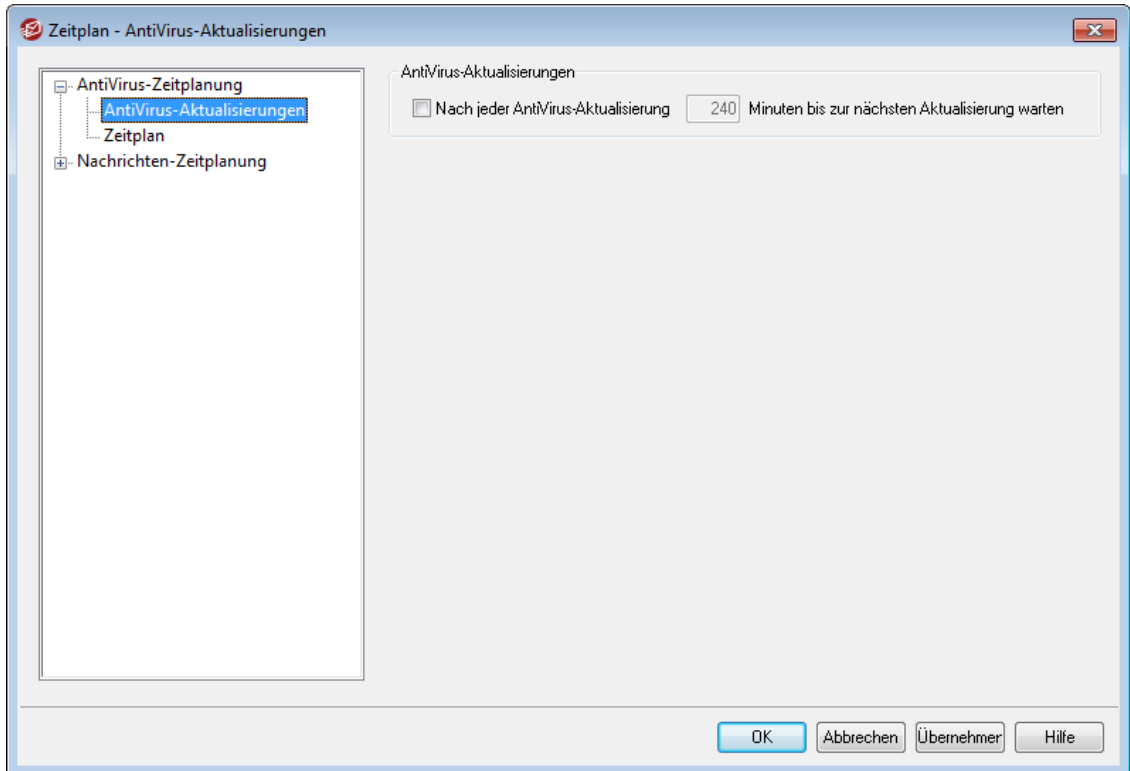 Zeitplan - AntiVirus-Aktualisierungen
AntiVirus-Zeitplanung
AntiVirus-Aktualisierungen
Zeitplan
Nachrichten-Zeitplanung
AntiVirus-Aktualisierungen
Nach jeder AntiVirus-Aktualisierung 240 Minuten bis zur nächsten Aktualisierung warten
OK Abbrechen Übernehmer Hilfe